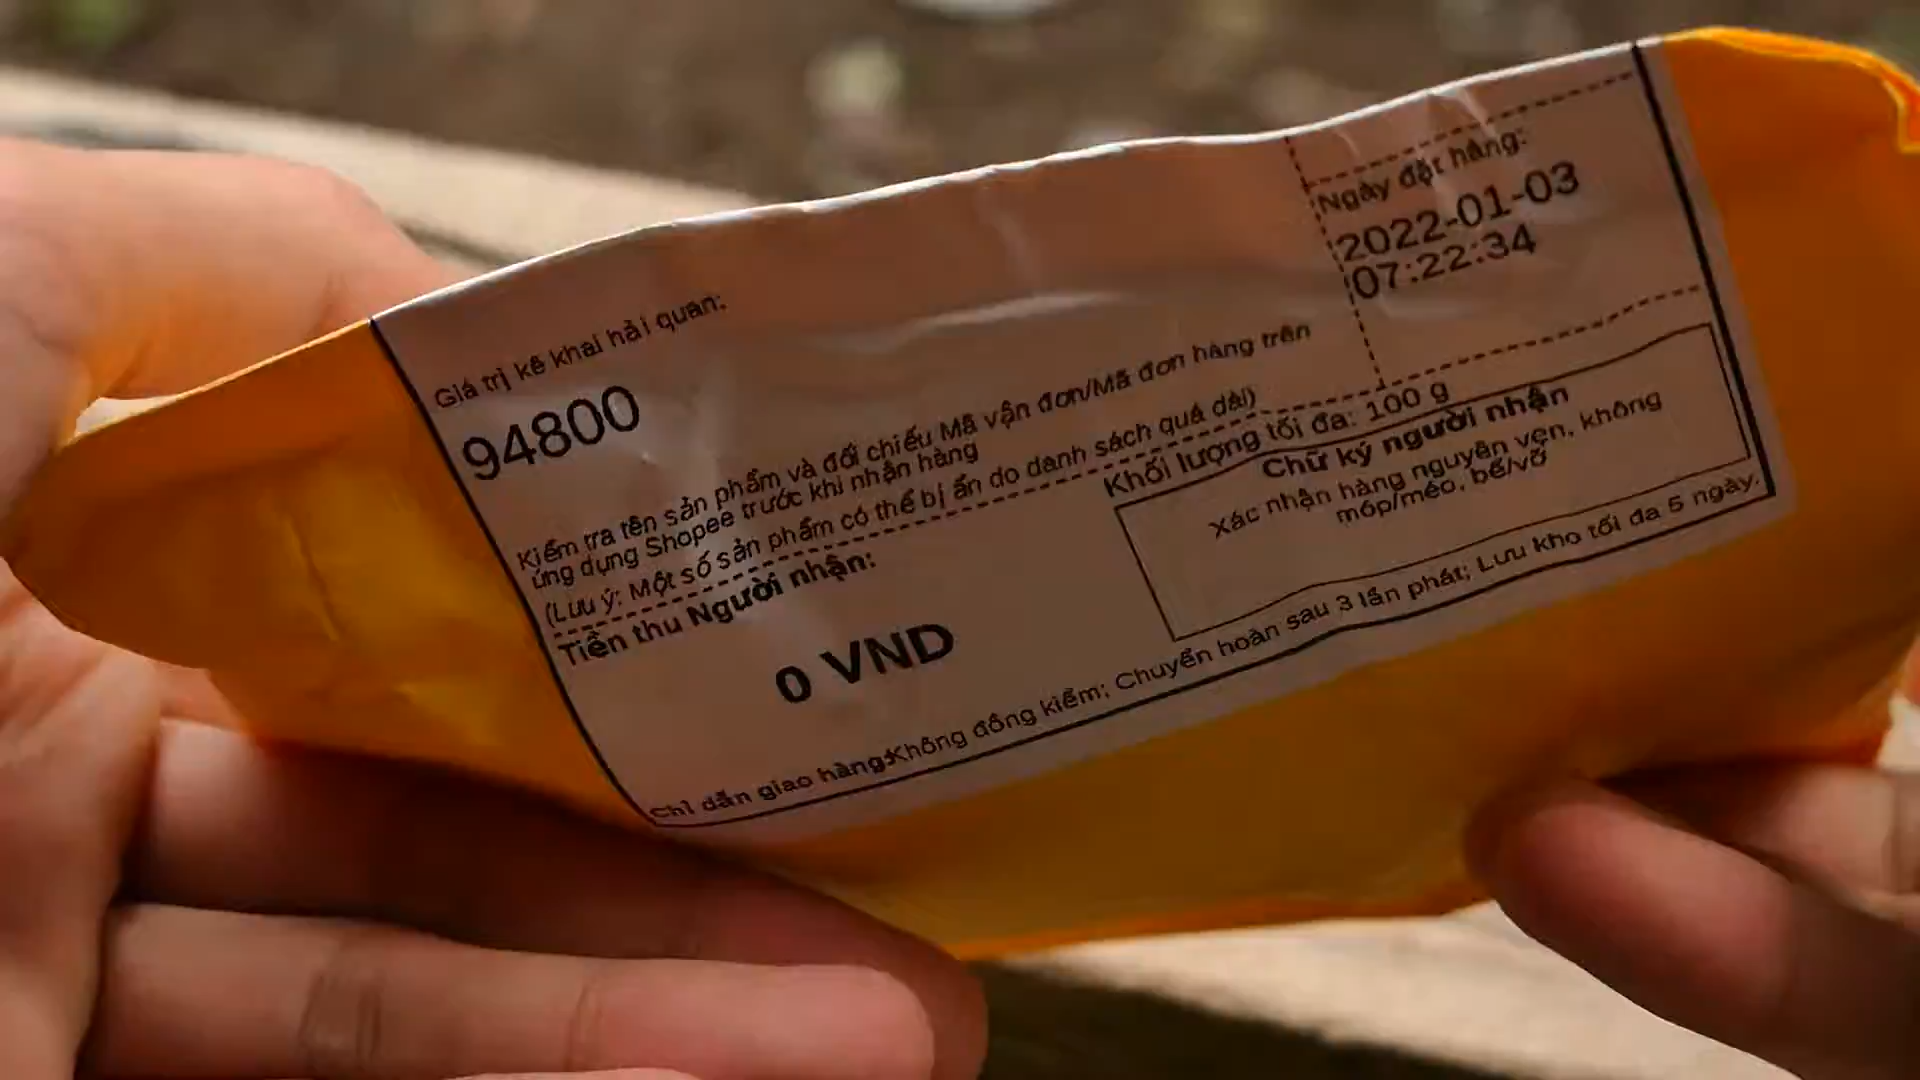 Ngày đặt hàng:
2022-01-03
07:22:34
Giá trị kê khai hải quan:
94800
Kiểm tra tên sản phẩm và đối chiếu Mã vận đơn/Mã đơn hàng trên
ứng dụng Shopee trước khi nhận hàng
(Lưu ý: Một số sản phẩm có thể bị ẩn do danh sách quá dài)
Khối lượng tối đa: 100 g
Tiền thu Người nhận:
0 VND
Chữ ký người nhận
Xác nhận hàng nguyên vẹn, không
móp/méo, bể/vỡ
Chỉ dẫn giao hàng:Không đồng kiểm; Chuyển hoàn sau 3 lần phát; Lưu kho tối đa 5 ngày.